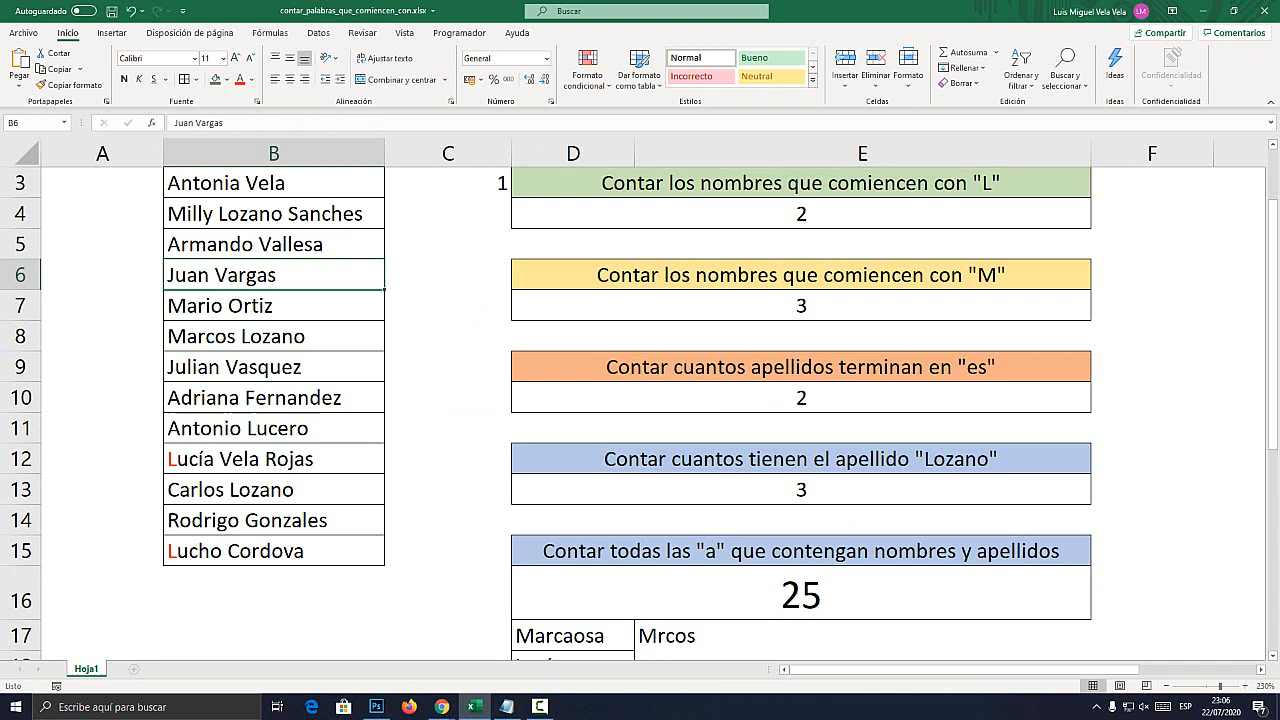 Autoguardado
contar_palabras_que_comiencen_con.xlsx
Buscar
Luis Miguel Vela Vela
LM
Archivo Inicio Insertar Disposición de página Fórmulas Datos Revisar Vista Programador Ayuda
Compartir Comentarios
Pegar
Cortar
Copiar
Copiar formato
Portapapeles
Calibri 11
N K S
Fuente
Ajustar texto
Combinar y centrar
Alineación
General
% 000
Número
Formato condicional
Dar formato como tabla
Normal Bueno
Incorrecto Neutral
Estilos
Insertar Eliminar Formato
Celdas
Autosuma
Rellenar
Borrar
Ordenar y filtrar
Buscar y seleccionar
Edición
Ideas
Ideas
Confidencialidad
Confidencialidad
B6 fx Juan Vargas
A B C D E F
3 Antonia Vela 1 Contar los nombres que comiencen con "L"
4 Milly Lozano Sanches 2
5 Armando Vallesa
6 Juan Vargas Contar los nombres que comiencen con "M"
7 Mario Ortiz 3
8 Marcos Lozano
9 Julian Vasquez Contar cuantos apellidos terminan en "es"
10 Adriana Fernandez 2
11 Antonio Lucero
12 Lucía Vela Rojas Contar cuantos tienen el apellido "Lozano"
13 Carlos Lozano 3
14 Rodrigo Gonzales
15 Lucho Cordova Contar todas las "a" que contengan nombres y apellidos
16 25
17 Marcaosa Mrcos
Hoja1
Listo
230%
Escribe aquí para buscar
ESP
23:06
22/07/2020